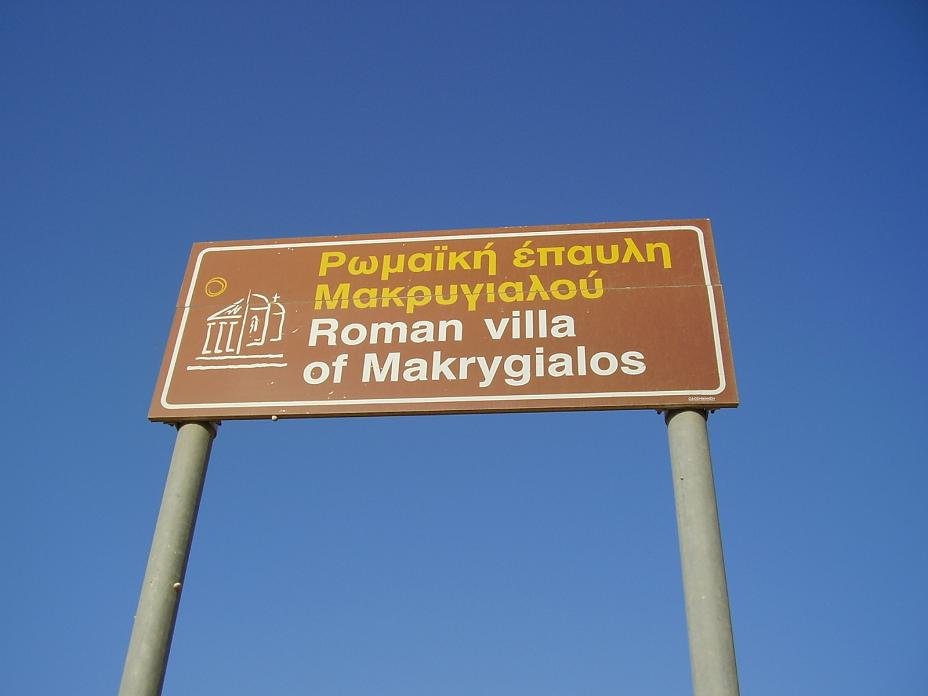 Ρωμαϊκή έπαυλη
Μακρυγιαλού
Roman villa
of Makrygialos